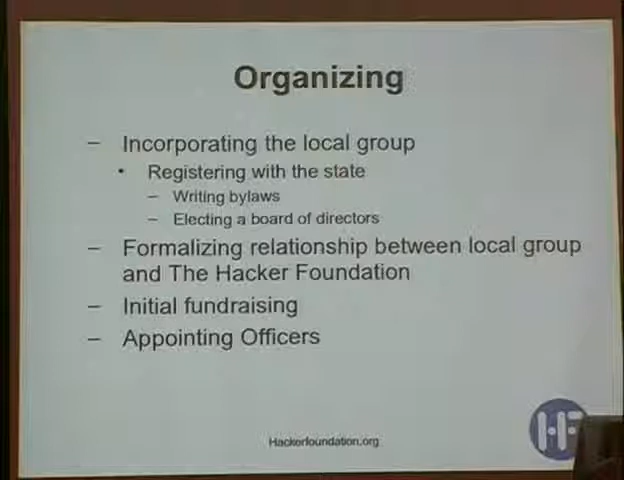 Organizing
– Incorporating the local group
• Registering with the state
– Writing bylaws
– Electing a board of directors
– Formalizing relationship between local group
and The Hacker Foundation
– Initial fundraising
– Appointing Officers
Hackerfoundation.org
HF